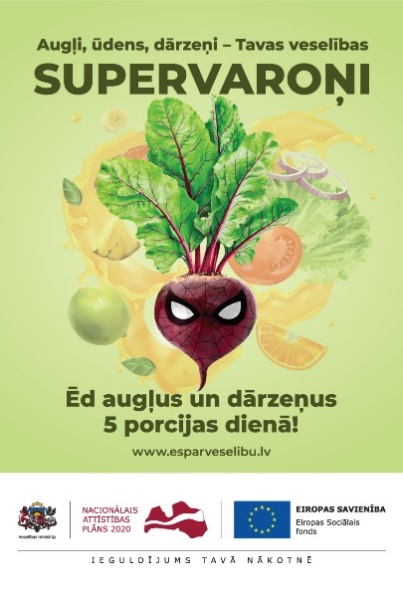 Augļi, ūdens, dārzeņi – Tavas veselības
SUPERVAROŅI
Ēd augļus un dārzeņus
5 porcijas dienā!
www.esparveselibu.lv
Veselības ministrija
NACIONĀLAIS
ATTĪSTĪBAS
PLĀNS 2020
EIROPAS SAVIENĪBA
Eiropas Sociālais
fonds
IEGULDĪJUMS TAVĀ NĀKOTNĒ